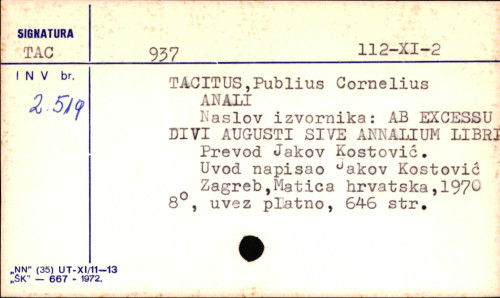 SIGNATURA
TAC 937 112-XI-2
INV br.
2.519
TACITUS,Publius Cornelius
ANALI
Naslov izvornika: AB EXCESSU
DIVI AUGUSTI SIVE ANNALIUM LIBRI
Prevod Jakov Kostović.
Uvod napisao Jakov Kostović
Zagreb,Matica hrvatska,1970
8°, uvez platno, 646 str.
„NN" (35) UT-XI/11-13
„ŠK" — 667 - 1972.